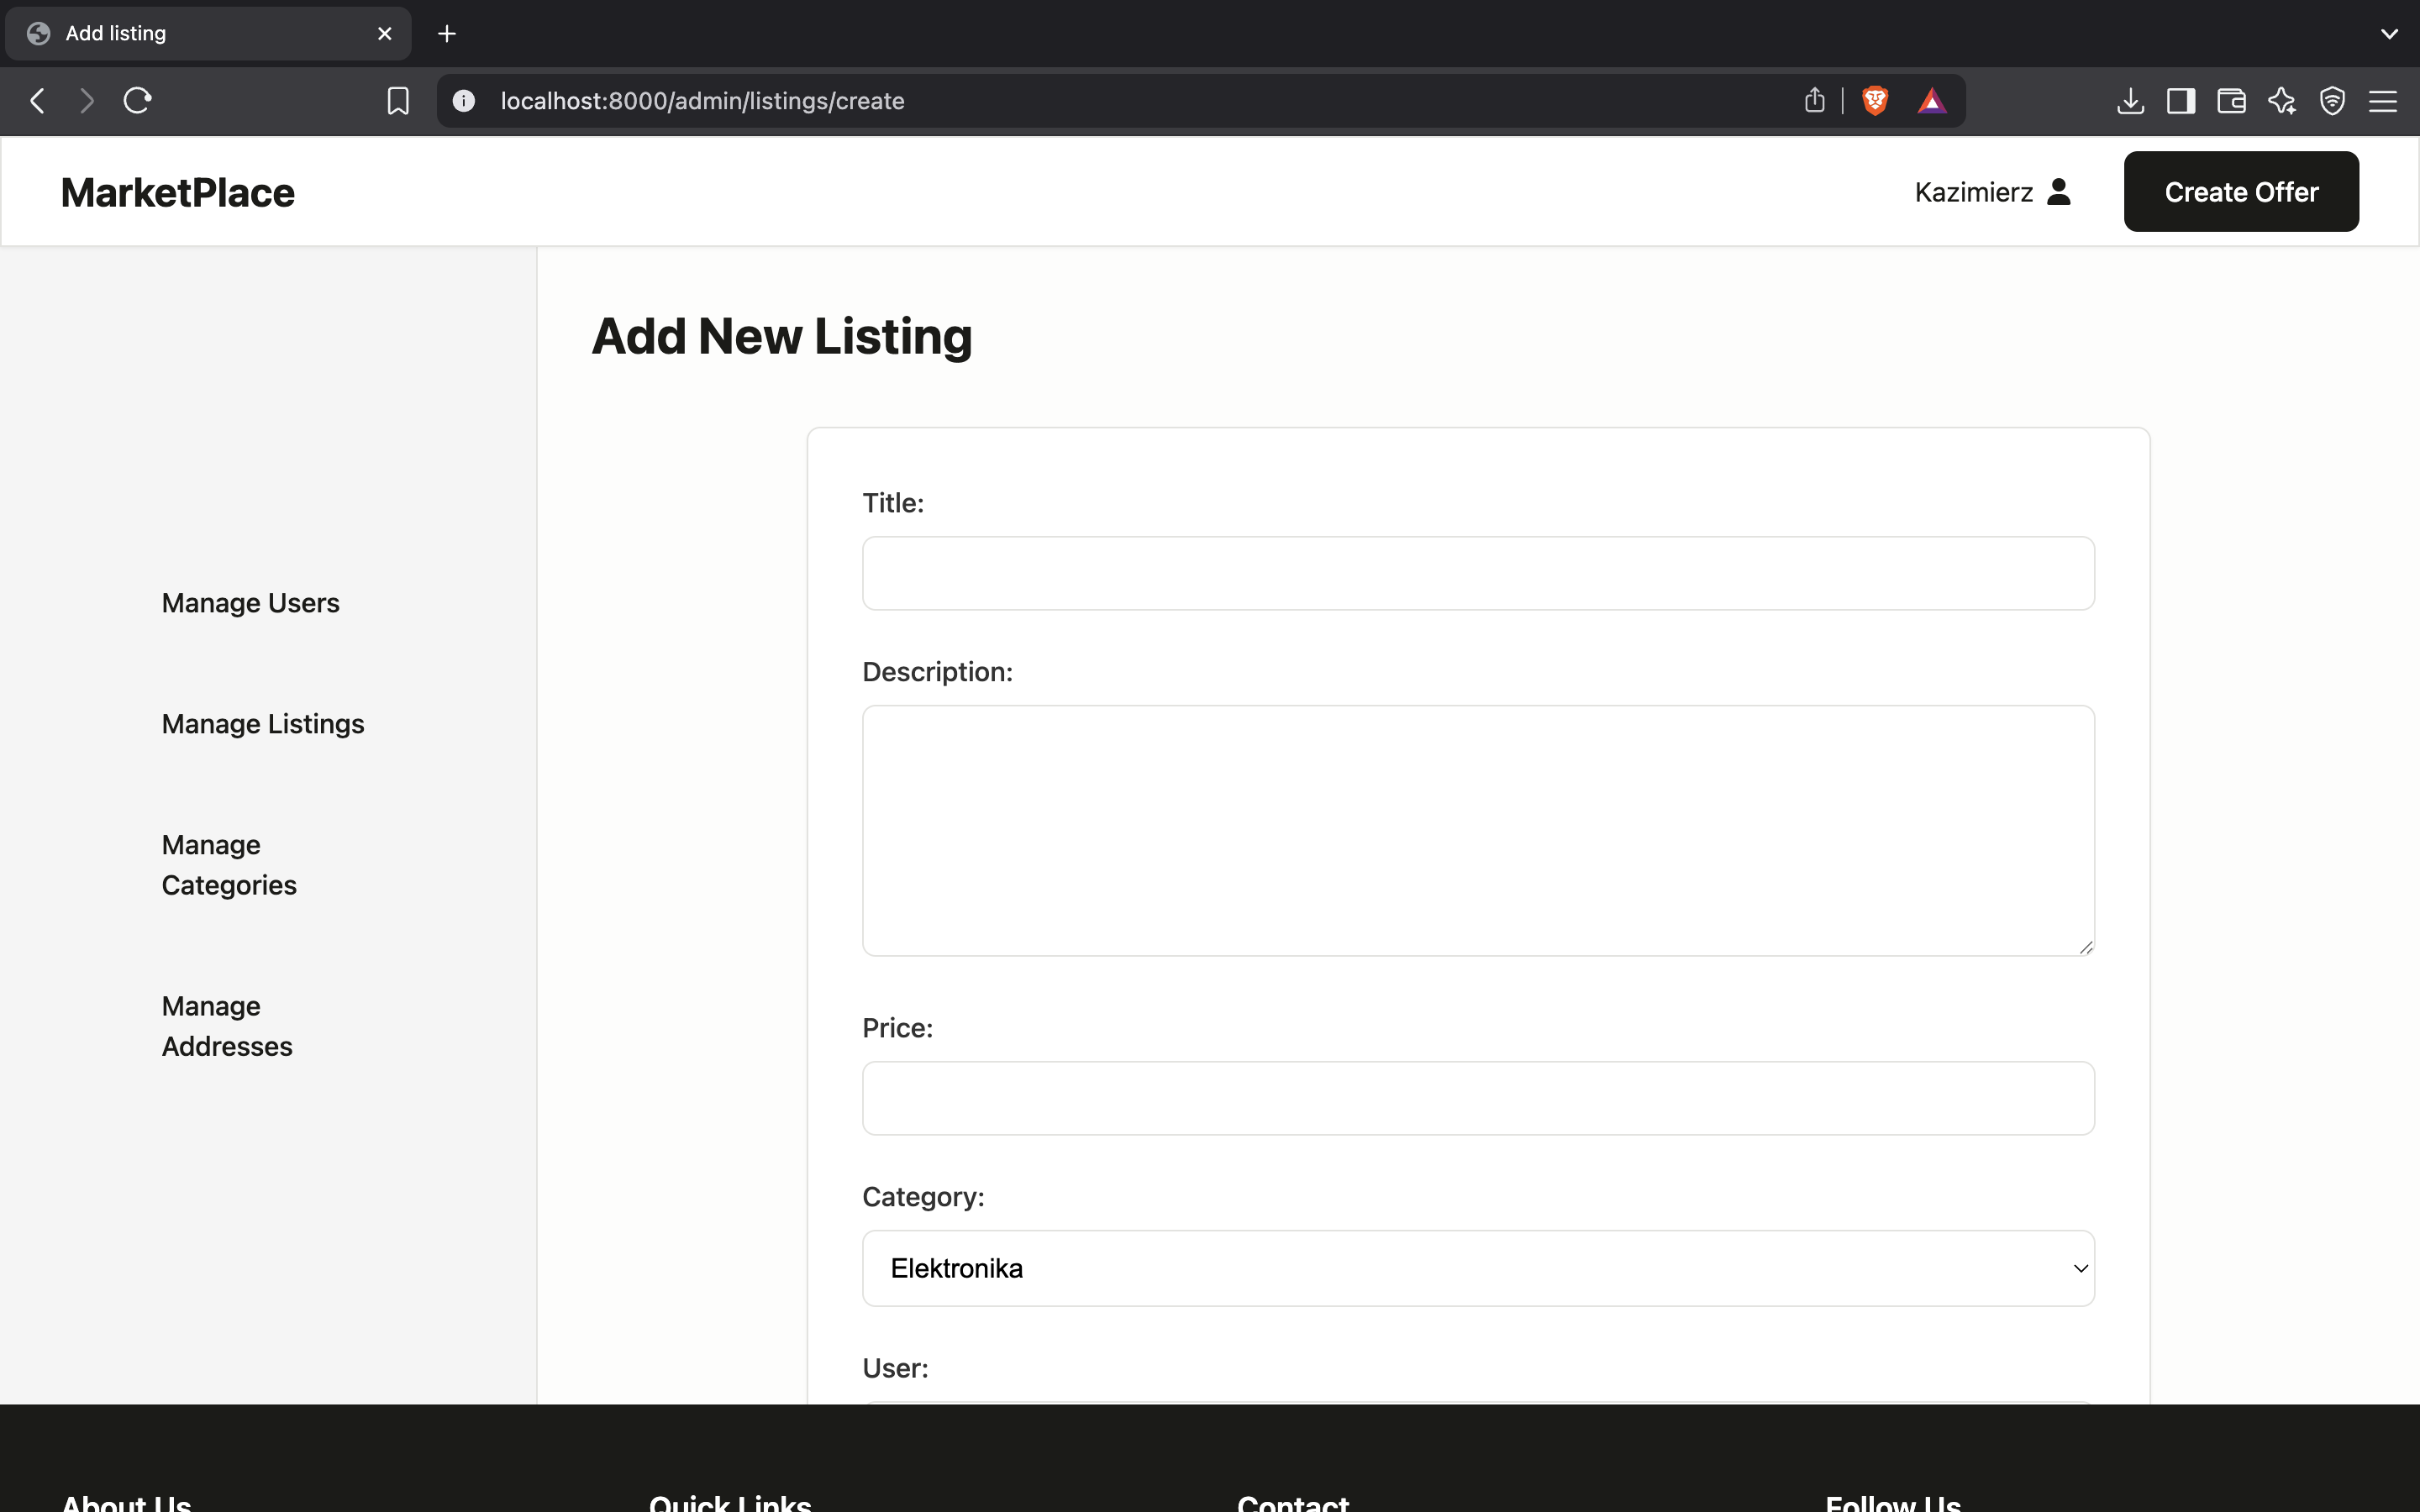 Add listing
localhost:8000/admin/listings/create
MarketPlace
Kazimierz
Create Offer
Manage Users
Manage Listings
Manage
Categories
Manage
Addresses
Add New Listing
Title:
Description:
Price:
Category:
Elektronika
User:
About Us
Quick Links
Contact
Follow Us